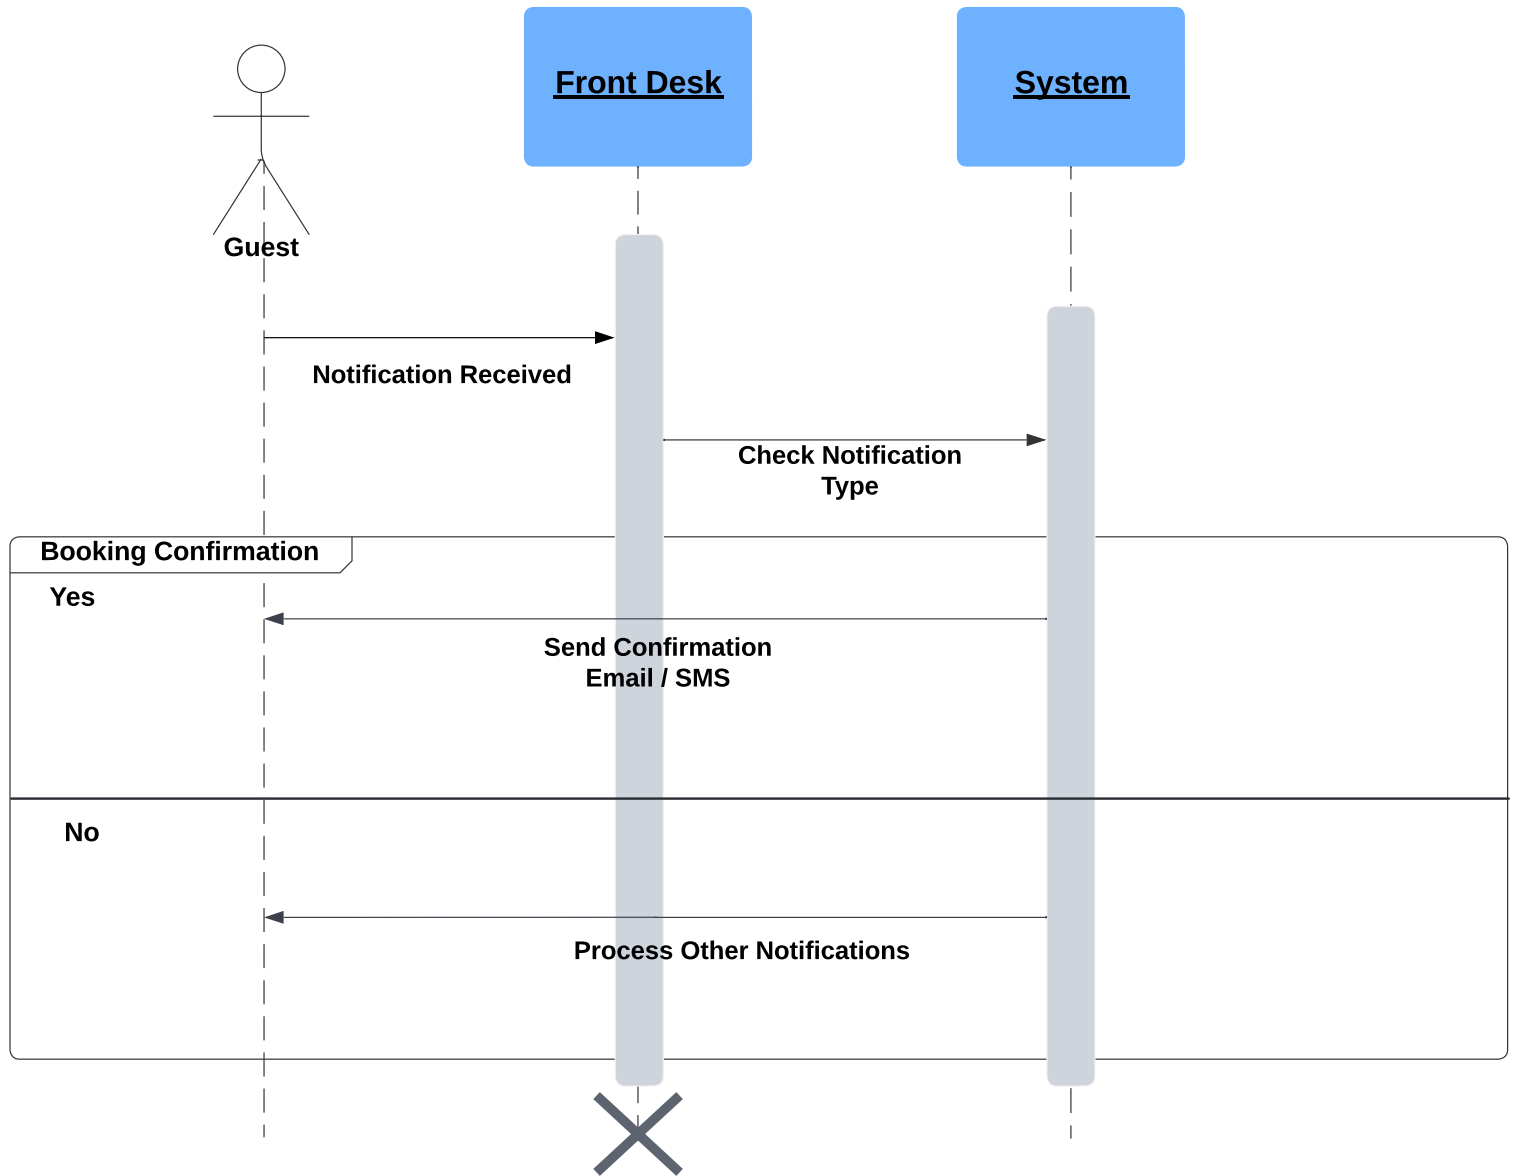 Front Desk
System
Guest
Notification Received
Check Notification
Type
Booking Confirmation
Yes
Send Confirmation
Email / SMS
No
Process Other Notifications